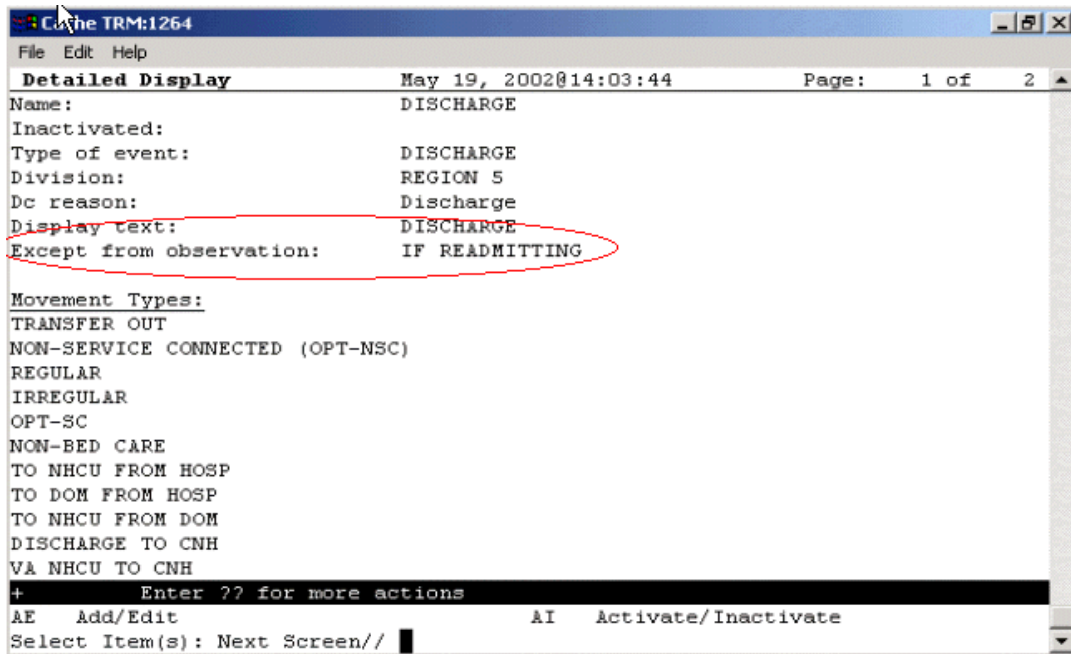 Cache TRM:1264
File Edit Help
Detailed Display May 19, 2002@14:03:44 Page: 1 of 2
Name: DISCHARGE
Inactivated:
Type of event: DISCHARGE
Division: REGION 5
Dc reason: Discharge
Display text: DISCHARGE
Except from observation: IF READMITTING
Movement Types:
TRANSFER OUT
NON-SERVICE CONNECTED (OPT-NSC)
REGULAR
IRREGULAR
OPT-SC
NON-BED CARE
TO NHCU FROM HOSP
TO DOM FROM HOSP
TO NHCU FROM DOM
DISCHARGE TO CNH
VA NHCU TO CNH
+ Enter ?? for more actions
AE Add/Edit AI Activate/Inactivate
Select Item(s): Next Screen//